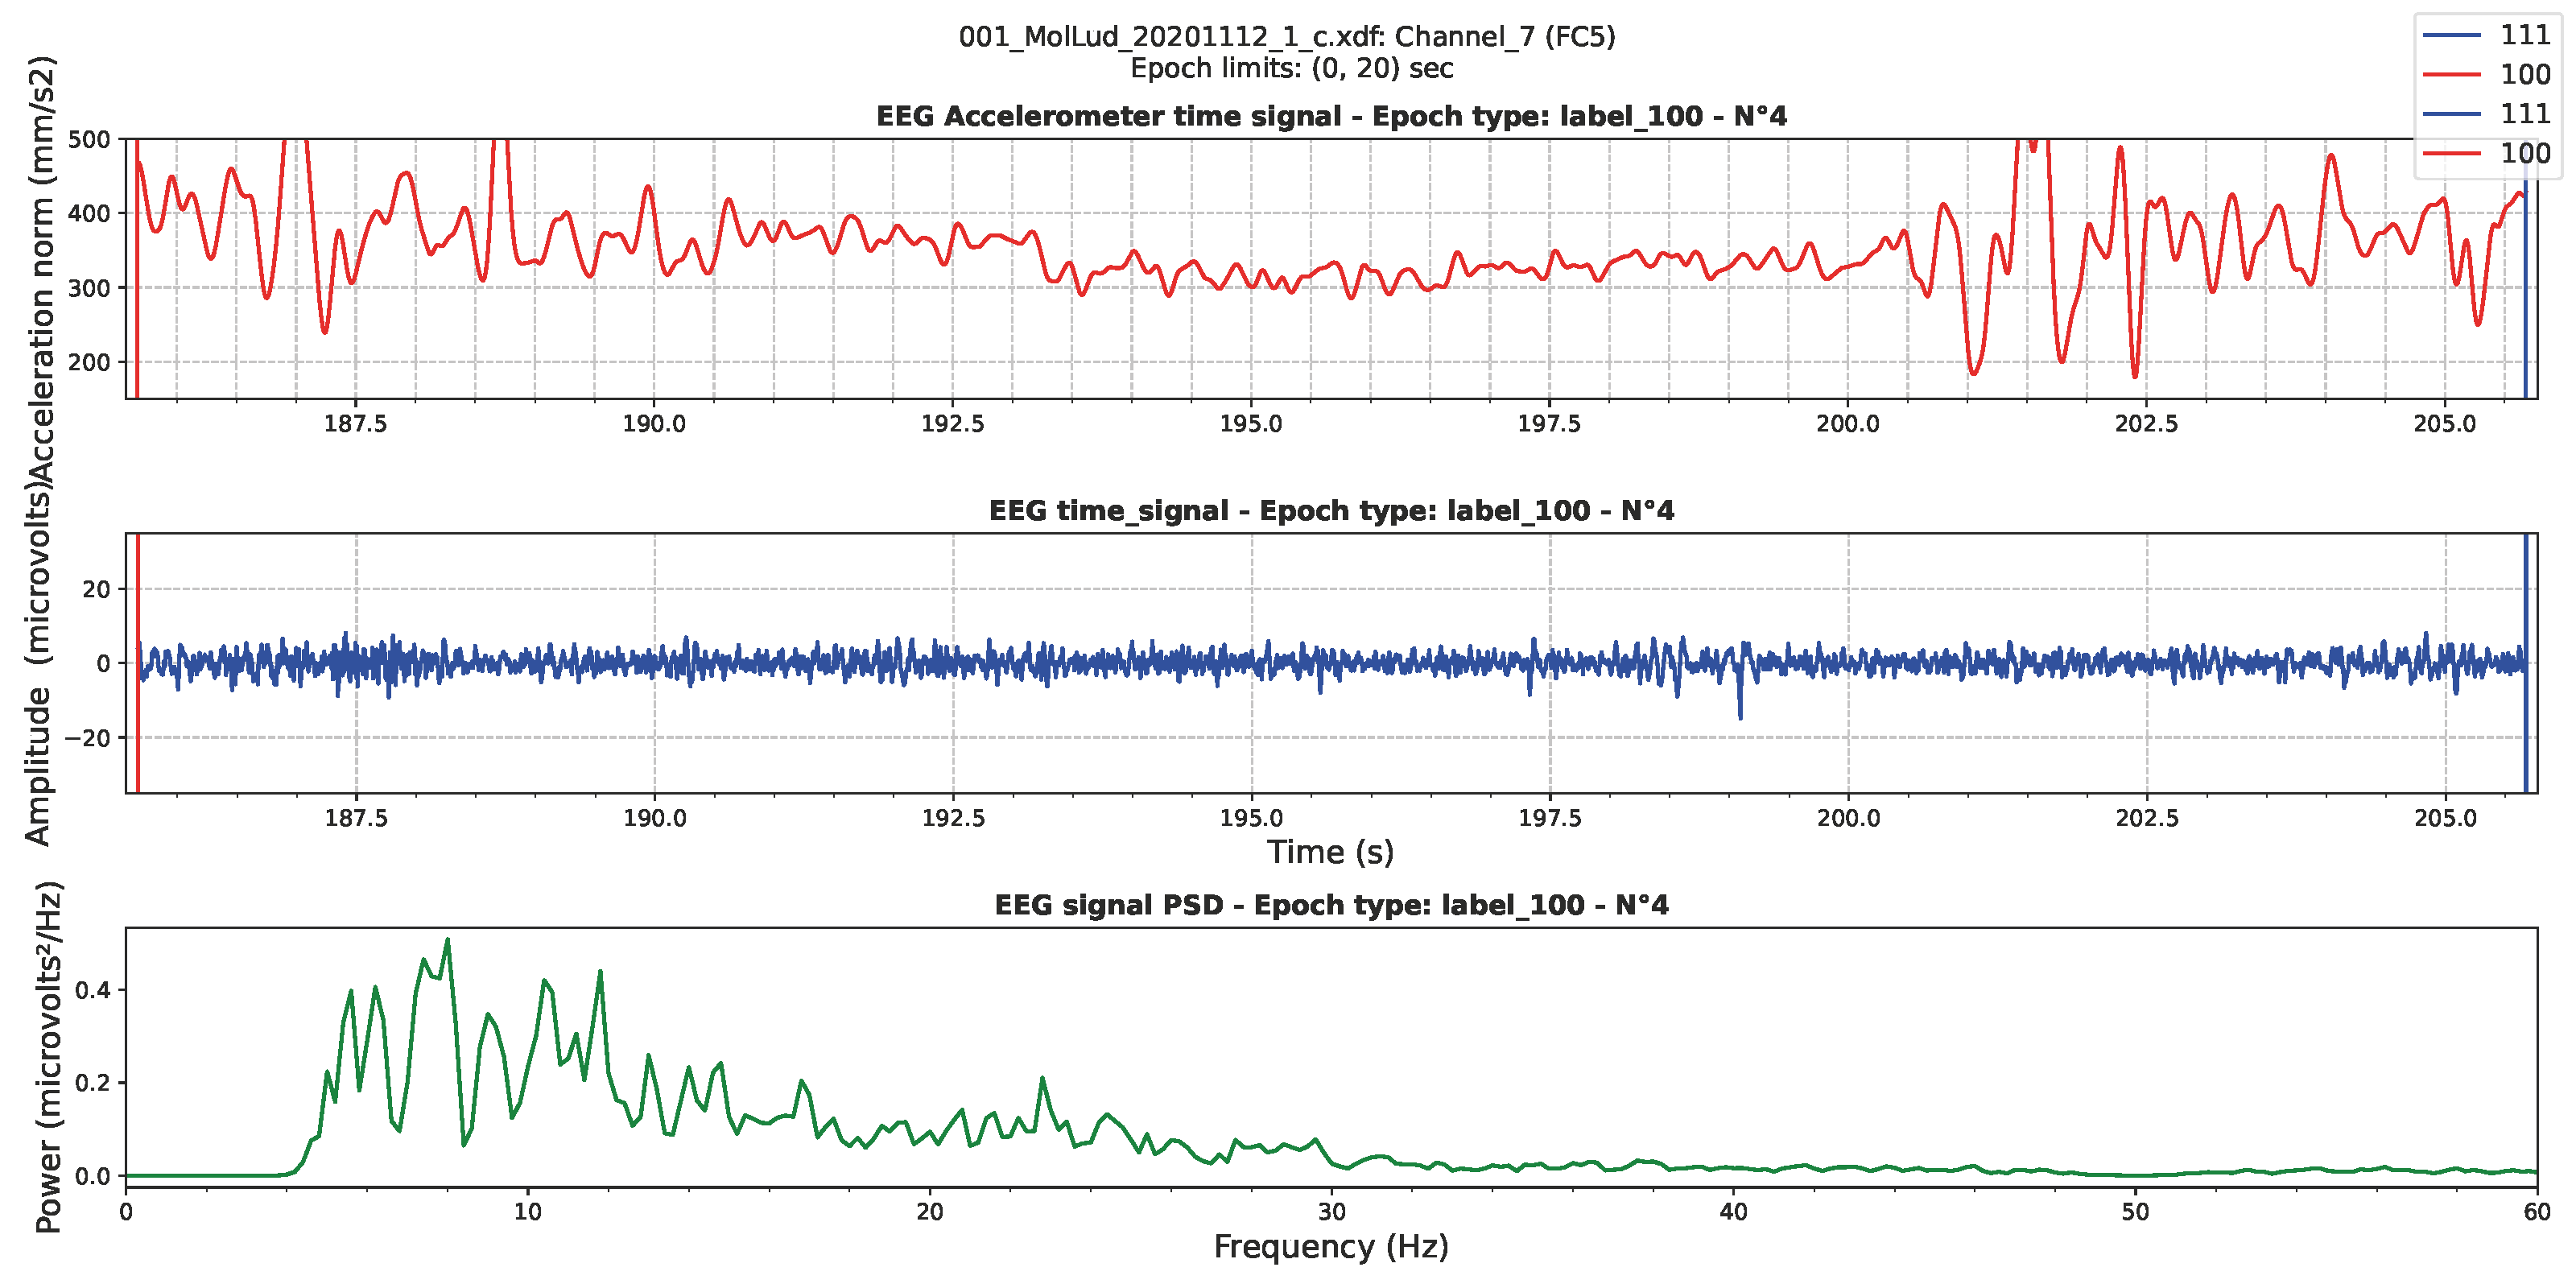 001_MolLud_20201112_1_c.xdf: Channel_7 (FC5)
Epoch limits: (0, 20) sec
111
100
111
100
EEG Accelerometer time signal - Epoch type: label_100 - N°4
Acceleration norm (mm/s2)
500
400
300
200
187.5 190.0 192.5 195.0 197.5 200.0 202.5 205.0
EEG time_signal - Epoch type: label_100 - N°4
Amplitude (microvolts)
20
0
−20
187.5 190.0 192.5 195.0 197.5 200.0 202.5 205.0
Time (s)
EEG signal PSD - Epoch type: label_100 - N°4
Power (microvolts²/Hz)
0.4
0.2
0.0
0 10 20 30 40 50 60
Frequency (Hz)